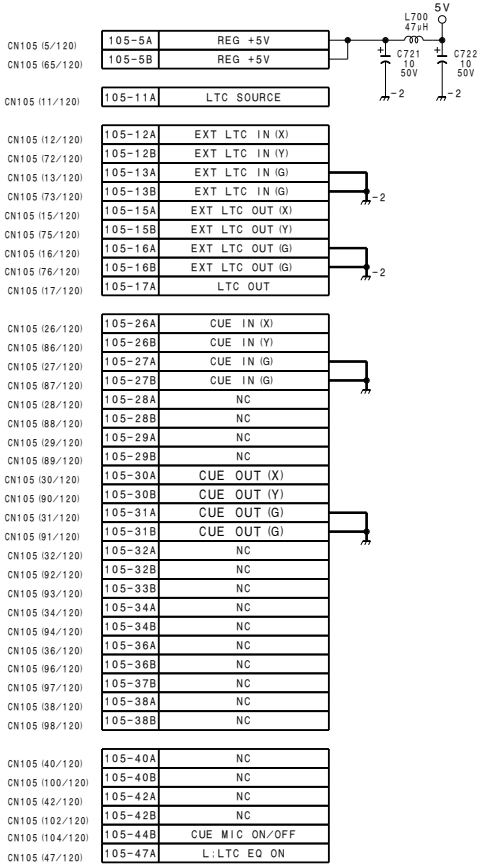 5V
L700
47μH
C721
10
50V
C722
10
50V
-2
-2
CN105 (5/120) 105-5A REG +5V
CN105 (65/120) 105-5B REG +5V
CN105 (11/120) 105-11A LTC SOURCE
CN105 (12/120) 105-12A EXT LTC IN (X)
CN105 (72/120) 105-12B EXT LTC IN (Y)
CN105 (13/120) 105-13A EXT LTC IN (G)
CN105 (73/120) 105-13B EXT LTC IN (G)
-2
CN105 (15/120) 105-15A EXT LTC OUT (X)
CN105 (75/120) 105-15B EXT LTC OUT (Y)
CN105 (16/120) 105-16A EXT LTC OUT (G)
CN105 (76/120) 105-16B EXT LTC OUT (G)
-2
CN105 (17/120) 105-17A LTC OUT
CN105 (26/120) 105-26A CUE IN (X)
CN105 (86/120) 105-26B CUE IN (Y)
CN105 (27/120) 105-27A CUE IN (G)
CN105 (87/120) 105-27B CUE IN (G)
CN105 (28/120) 105-28A NC
CN105 (88/120) 105-28B NC
CN105 (29/120) 105-29A NC
CN105 (89/120) 105-29B NC
CN105 (30/120) 105-30A CUE OUT (X)
CN105 (90/120) 105-30B CUE OUT (Y)
CN105 (31/120) 105-31A CUE OUT (G)
CN105 (91/120) 105-31B CUE OUT (G)
CN105 (32/120) 105-32A NC
CN105 (92/120) 105-32B NC
CN105 (93/120) 105-33B NC
CN105 (34/120) 105-34A NC
CN105 (94/120) 105-34B NC
CN105 (36/120) 105-36A NC
CN105 (96/120) 105-36B NC
CN105 (97/120) 105-37B NC
CN105 (38/120) 105-38A NC
CN105 (98/120) 105-38B NC
CN105 (40/120) 105-40A NC
CN105 (100/120) 105-40B NC
CN105 (42/120) 105-42A NC
CN105 (102/120) 105-42B NC
CN105 (104/120) 105-44B CUE MIC ON/OFF
CN105 (47/120) 105-47A L:LTC EQ ON